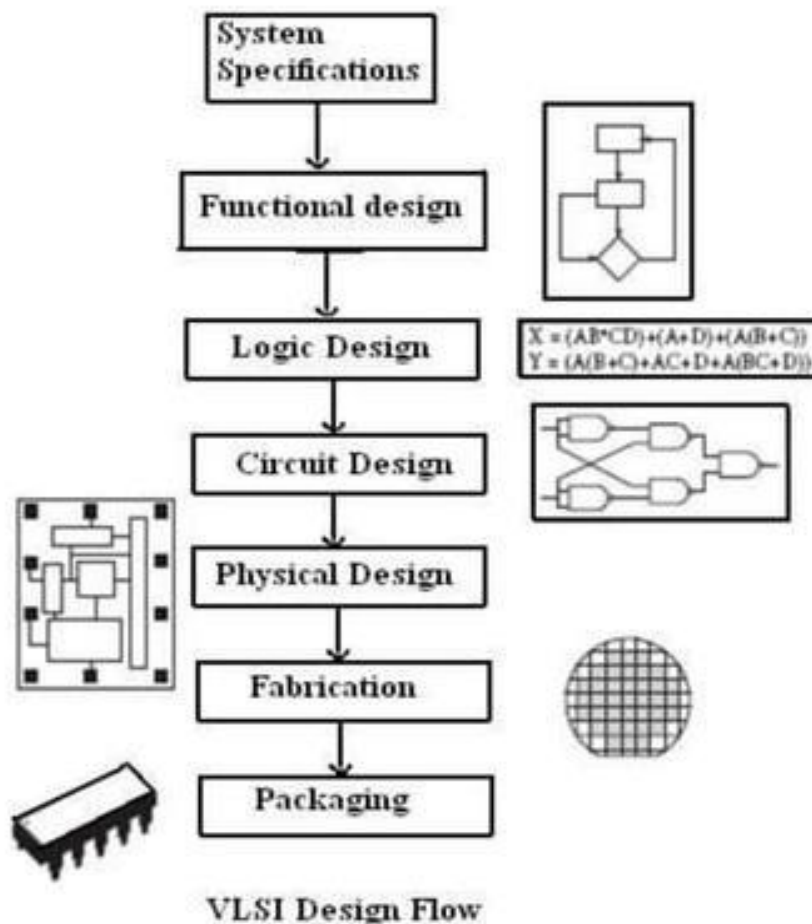 System
Specifications
Functional design
Logic Design
X = (AB*CD)+(A+D)+(A(B+C))
Y = (A(B+C)+AC+D+A(BC+D))
Circuit Design
Physical Design
Fabrication
Packaging
VLSI Design Flow